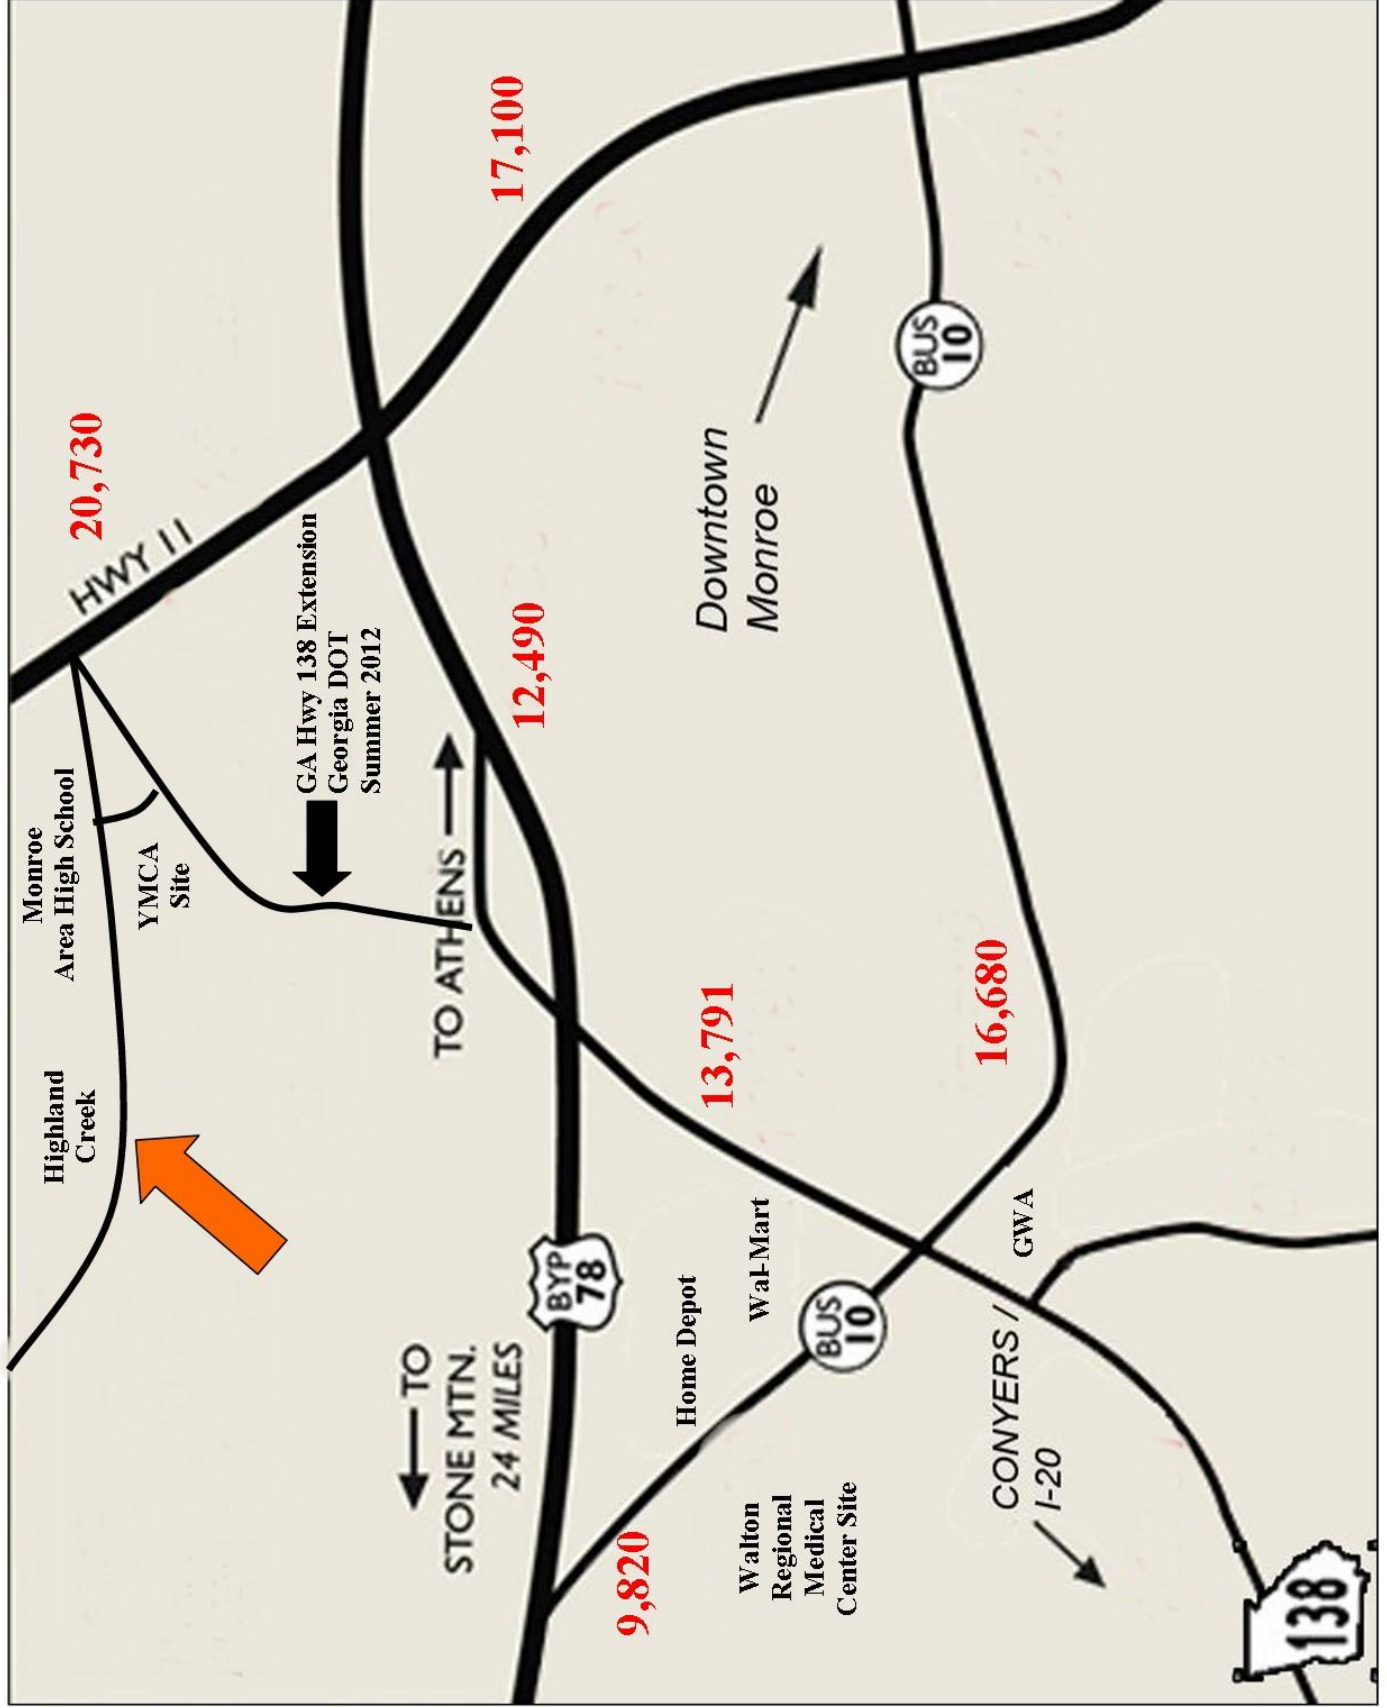 Monroe
Area High School
YMCA
Site
Highland
Creek
HWY 11
20,730
17,100
GA Hwy 138 Extension
Georgia DOT
Summer 2012
TO ATHENS
12,490
TO
STONE MTN.
24 MILES
BYP
78
Downtown
Monroe
BUS
10
13,791
9,820
Home Depot
Wal-Mart
BUS
10
16,680
Walton
Regional
Medical
Center Site
GWA
CONYERS /
I-20
138